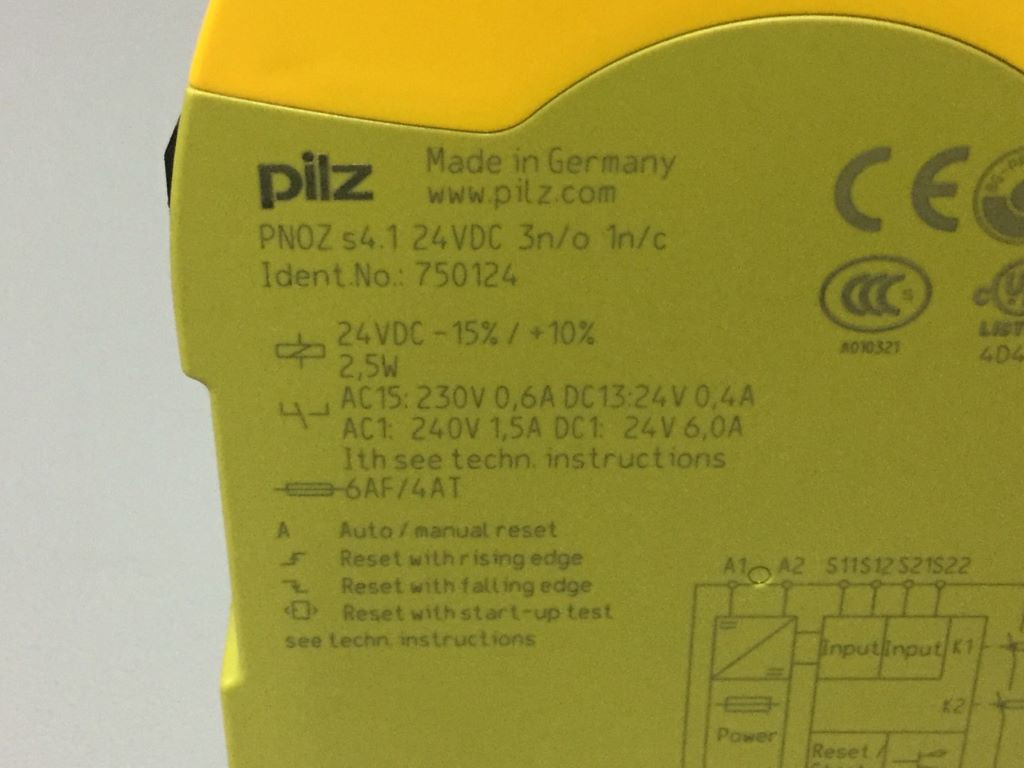 pilz Made in Germany
www.pilz.com
PNOZ s4.1 24VDC 3n/o 1n/c
Ident.No.: 750124
24VDC -15% / +10%
2,5W
AC15: 230V 0,6A DC13:24V 0,4A
AC1: 240V 1,5A DC1: 24V 6,0A
Ith see techn. instructions
6AF/4AT
A Auto / manual reset
Reset with rising edge
Reset with falling edge
Reset with start-up test
see techn. instructions
CE
CCC S
A010321
LIST
4D4
A1 A2 S11 S12 S21 S22
Input Input K1
K2
Power
Reset /